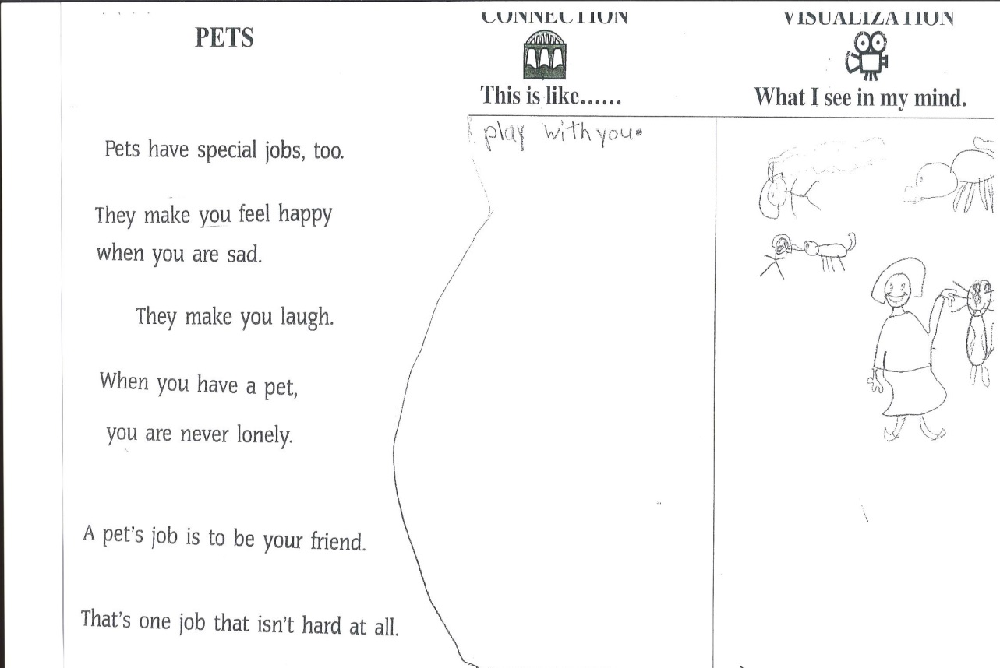 PETS
CONNECTION
VISUALIZATION
This is like......
What I see in my mind.
play with you.
Pets have special jobs, too.
They make you feel happy
when you are sad.
They make you laugh.
When you have a pet,
you are never lonely.
A pet's job is to be your friend.
That's one job that isn't hard at all.